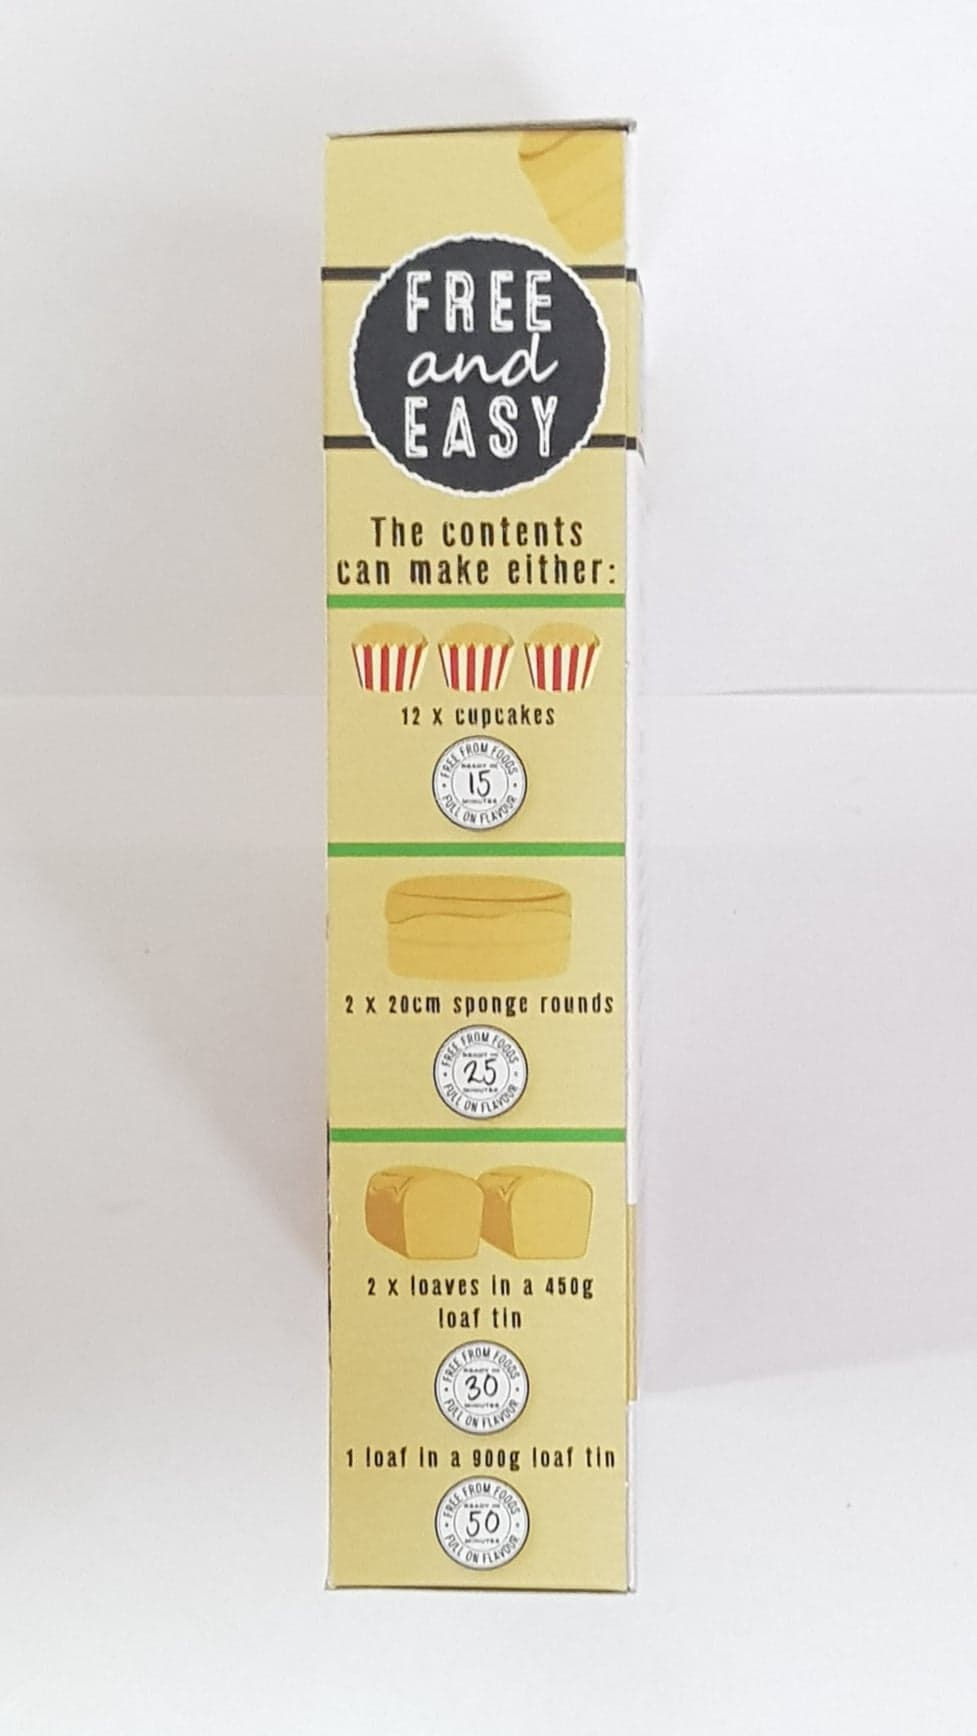 FREE
and
EASY
The contents
can make either:
12 x cupcakes
FREE FROM FOODS
READY IN
15
MINUTES
FULL ON FLAVOUR
2 x 20cm sponge rounds
FREE FROM FOODS
READY IN
25
MINUTES
FULL ON FLAVOUR
2 x loaves in a 450g
loaf tin
FREE FROM FOODS
READY IN
30
MINUTES
FULL ON FLAVOUR
1 loaf in a 900g loaf tin
FREE FROM FOODS
READY IN
50
MINUTES
FULL ON FLAVOUR